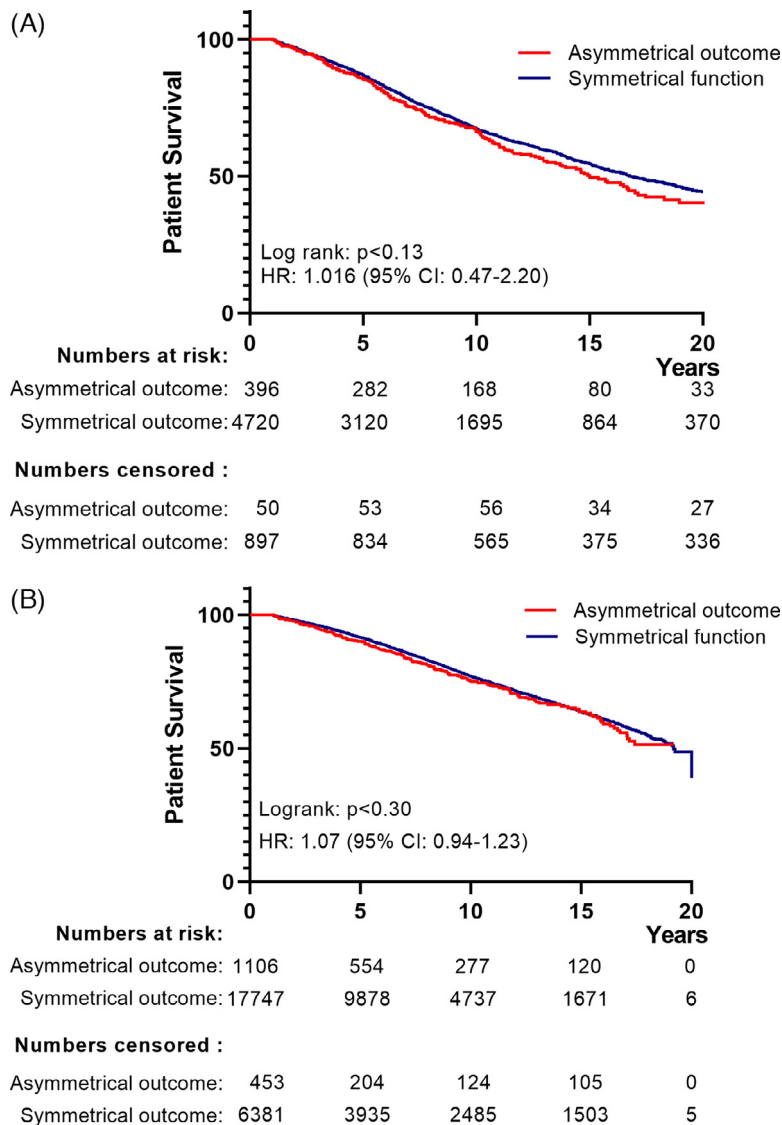 (A)
100
50
0
Patient Survival
Asymmetrical outcome
Symmetrical function
Log rank: p<0.13
HR: 1.016 (95% CI: 0.47-2.20)
0 5 10 15 20
Years
Numbers at risk:
Asymmetrical outcome: 396 282 168 80 33
Symmetrical outcome: 4720 3120 1695 864 370
Numbers censored :
Asymmetrical outcome: 50 53 56 34 27
Symmetrical outcome: 897 834 565 375 336
(B)
100
50
0
Patient Survival
Asymmetrical outcome
Symmetrical function
Logrank: p<0.30
HR: 1.07 (95% CI: 0.94-1.23)
0 5 10 15 20
Years
Numbers at risk:
Asymmetrical outcome: 1106 554 277 120 0
Symmetrical outcome: 17747 9878 4737 1671 6
Numbers censored :
Asymmetrical outcome: 453 204 124 105 0
Symmetrical outcome: 6381 3935 2485 1503 5